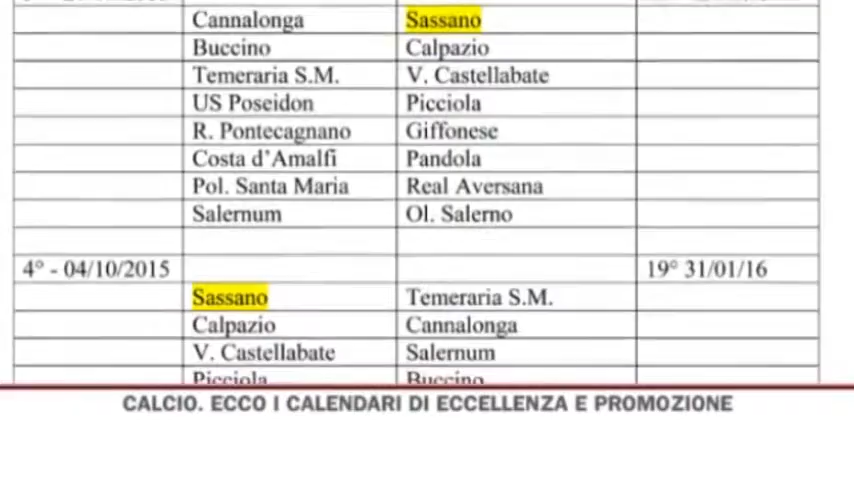 Cannalonga Sassano
Buccino Calpazio
Temeraria S.M. V. Castellabate
US Poseidon Picciola
R. Pontecagnano Giffonese
Costa d'Amalfi Pandola
Pol. Santa Maria Real Aversana
Salernum Ol. Salerno
4° - 04/10/2015 19° 31/01/16
Sassano Temeraria S.M.
Calpazio Cannalonga
V. Castellabate Salernum
Picciola Buccino
CALCIO. ECCO I CALENDARI DI ECCELLENZA E PROMOZIONE